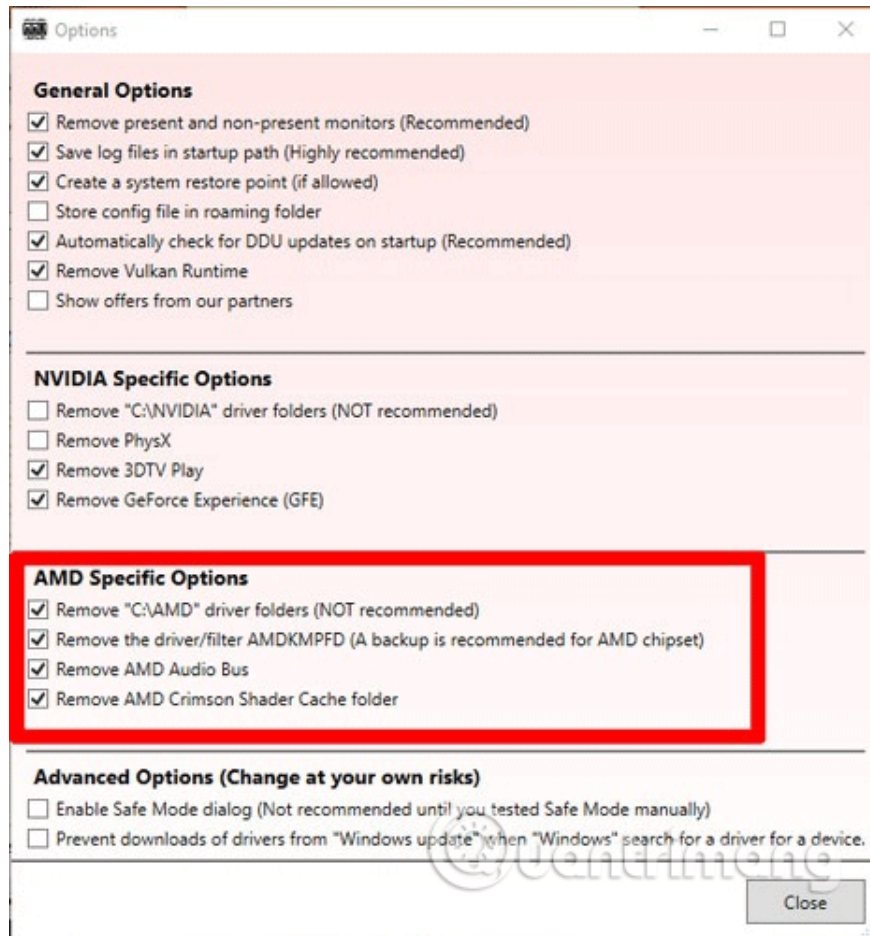 Options
General Options
Remove present and non-present monitors (Recommended)
Save log files in startup path (Highly recommended)
Create a system restore point (if allowed)
Store config file in roaming folder
Automatically check for DDU updates on startup (Recommended)
Remove Vulkan Runtime
Show offers from our partners
NVIDIA Specific Options
Remove "C:\NVIDIA" driver folders (NOT recommended)
Remove PhysX
Remove 3DTV Play
Remove GeForce Experience (GFE)
AMD Specific Options
Remove "C:\AMD" driver folders (NOT recommended)
Remove the driver/filter AMDKMPFD (A backup is recommended for AMD chipset)
Remove AMD Audio Bus
Remove AMD Crimson Shader Cache folder
Advanced Options (Change at your own risks)
Enable Safe Mode dialog (Not recommended until you tested Safe Mode manually)
Prevent downloads of drivers from "Windows update" when "Windows" search for a driver for a device.
Quantrimang
Close